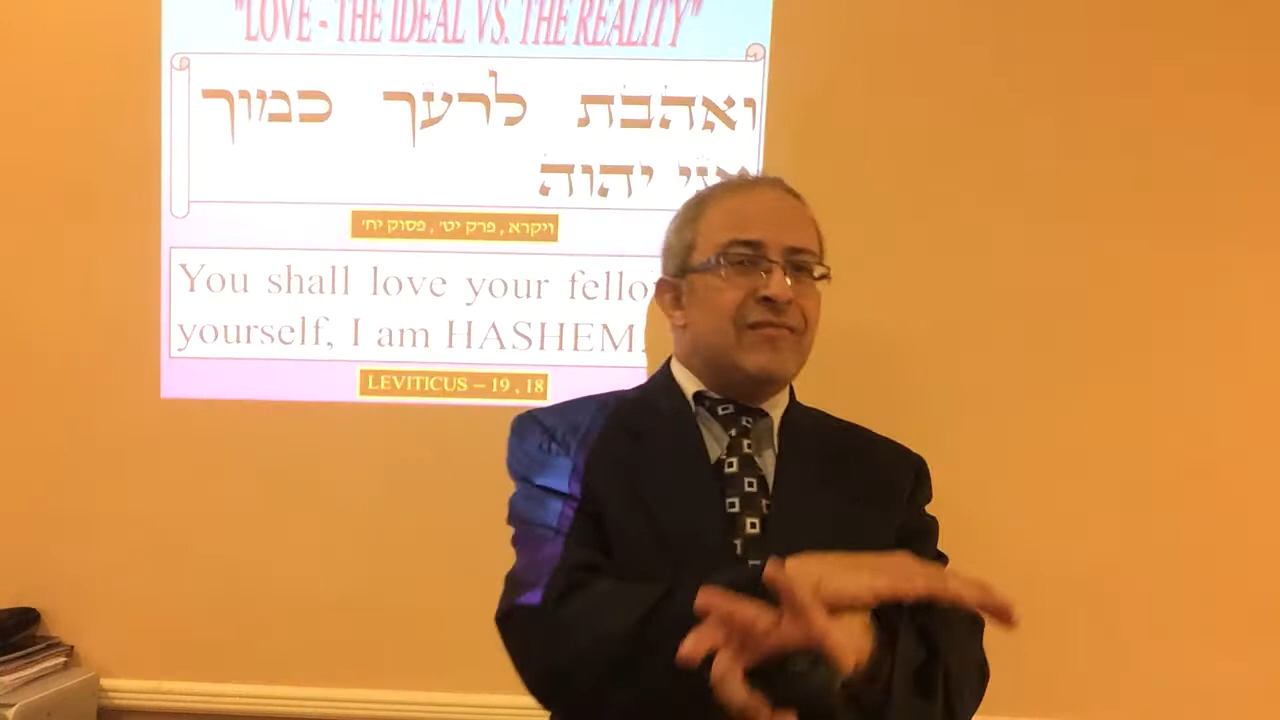 "LOVE - THE IDEAL VS. THE REALITY"
ואהבת לרעך כמוך
אני יהוה
ויקרא , פרק יט׳ , פסוק יח׳
You shall love your
yourself, I am HASHEM.
LEVITICUS – 19 , 18